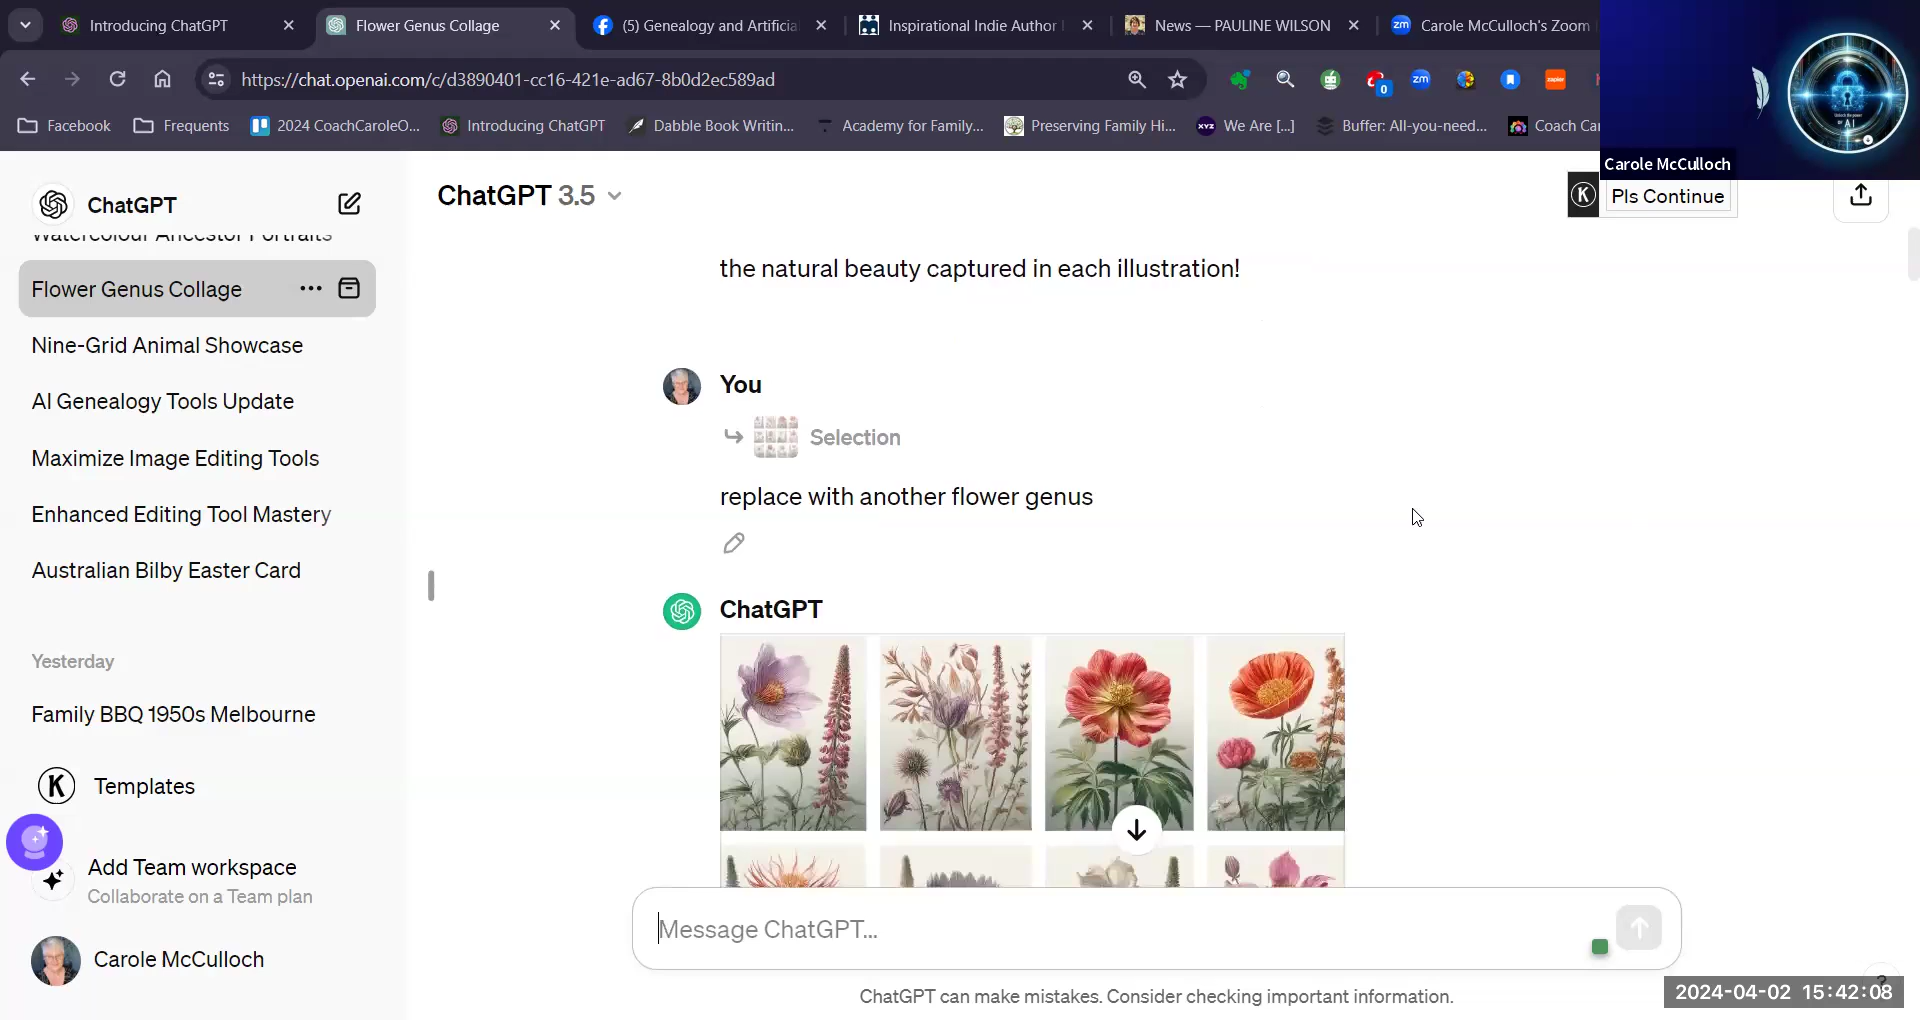 Introducing ChatGPT
Flower Genus Collage
(5) Genealogy and Artificia
Inspirational Indie Author
News — PAULINE WILSON
Carole McCulloch's Zoom
https://chat.openai.com/c/d3890401-cc16-421e-ad67-8b0d2ec589ad
Facebook
Frequents
2024 CoachCaroleO...
Introducing ChatGPT
Dabble Book Writin...
Academy for Family...
Preserving Family Hi...
We Are [...]
Buffer: All-you-need...
Coach Ca
Carole McCulloch
ChatGPT
ChatGPT 3.5
Pls Continue
Watercolour Ancestor Portraits
Flower Genus Collage
Nine-Grid Animal Showcase
AI Genealogy Tools Update
Maximize Image Editing Tools
Enhanced Editing Tool Mastery
Australian Bilby Easter Card
Yesterday
Family BBQ 1950s Melbourne
Templates
Add Team workspace
Collaborate on a Team plan
Carole McCulloch
the natural beauty captured in each illustration!
You
Selection
replace with another flower genus
ChatGPT
Message ChatGPT...
ChatGPT can make mistakes. Consider checking important information.
2024-04-02 15:42:08